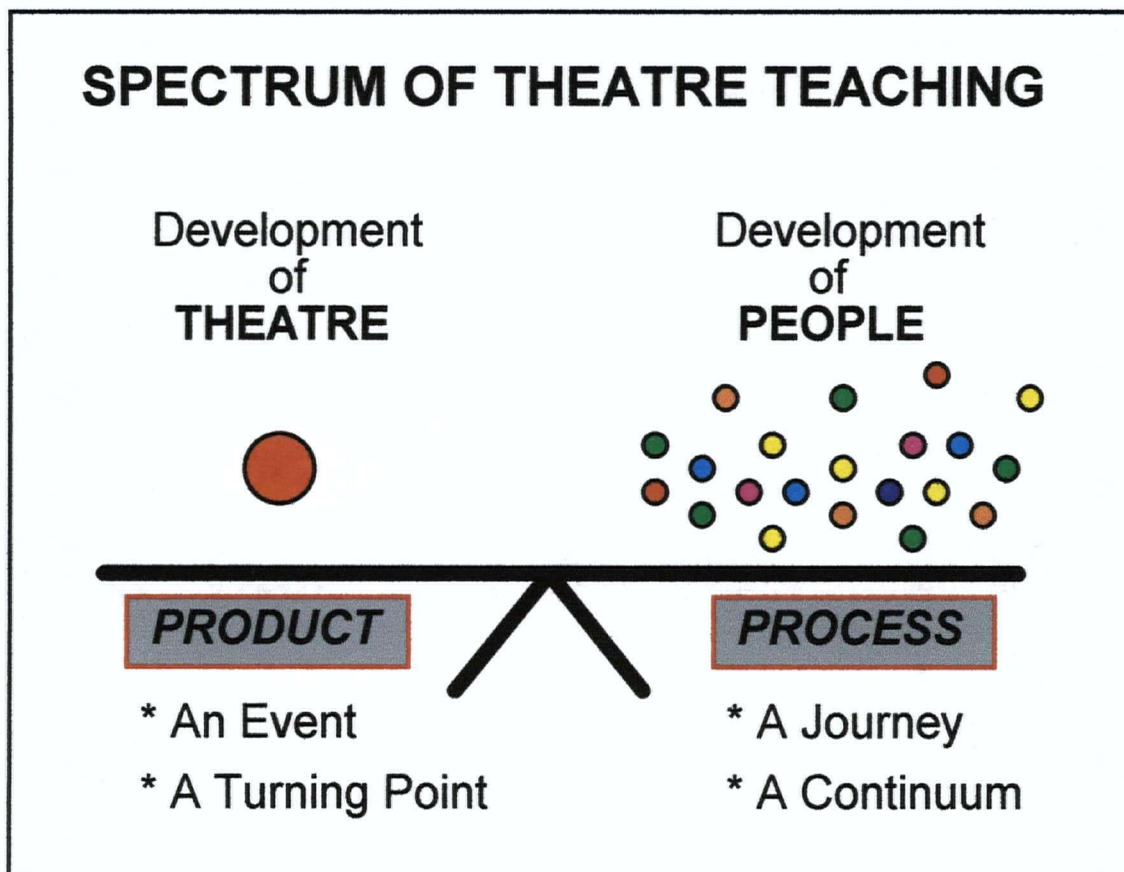 SPECTRUM OF THEATRE TEACHING
Development
of
THEATRE
Development
of
PEOPLE
PRODUCT
* An Event
* A Turning Point
PROCESS
* A Journey
* A Continuum